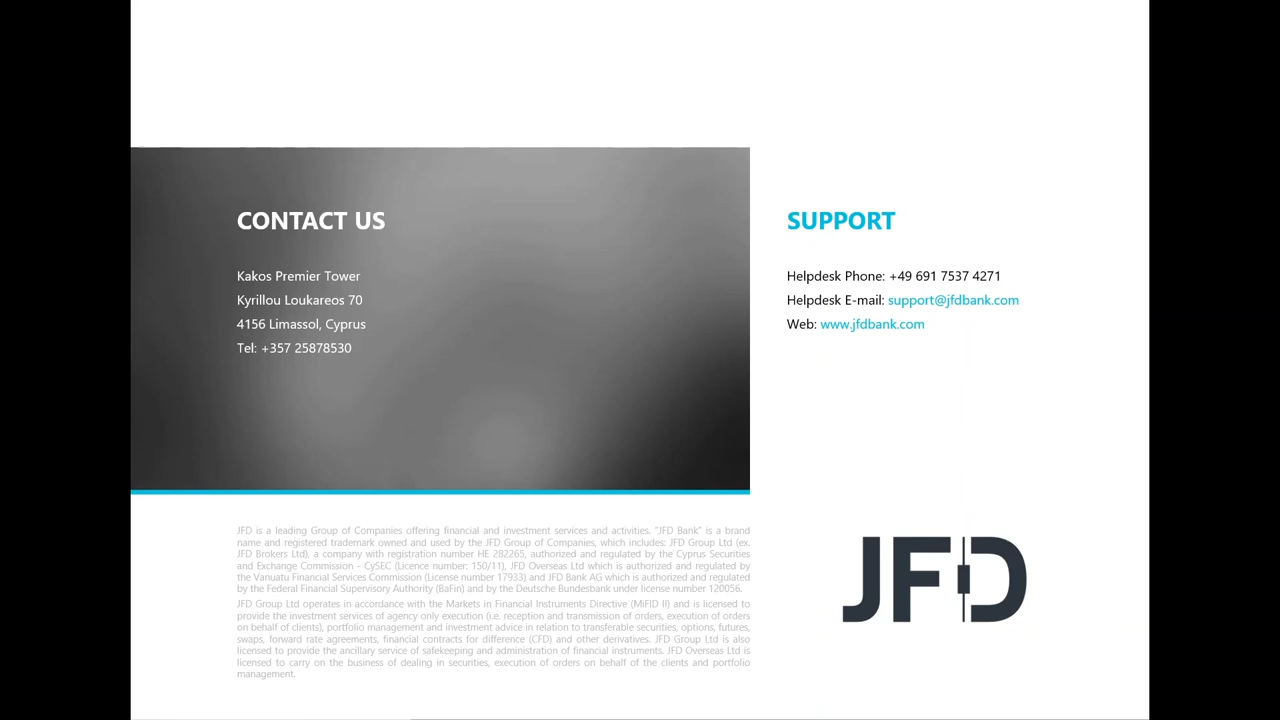 CONTACT US
Kakos Premier Tower
Kyrillou Loukareos 70
4156 Limassol, Cyprus
Tel: +357 25878530
SUPPORT
Helpdesk Phone: +49 691 7537 4271
Helpdesk E-mail: support@jfdbank.com
Web: www.jfdbank.com
JFD is a leading Group of Companies offering financial and investment services and activities. "JFD Bank" is a brand
name and registered trademark owned and used by the JFD Group of Companies, which includes: JFD Group Ltd (ex.
JFD Brokers Ltd), a company with registration number HE 282265, authorized and regulated by the Cyprus Securities
and Exchange Commission - CySEC (Licence number: 150/11), JFD Overseas Ltd which is authorized and regulated by
the Vanuatu Financial Services Commission (License number 17933) and JFD Bank AG which is authorized and regulated
by the Federal Financial Supervisory Authority (BaFin) and by the Deutsche Bundesbank under license number 120056.
JFD Group Ltd operates in accordance with the Markets in Financial Instruments Directive (MiFID II) and is licensed to
provide the investment services of agency only execution (i.e. reception and transmission of orders, execution of orders
on behalf of clients), portfolio management and investment advice in relation to transferable securities, options, futures,
swaps, forward rate agreements, financial contracts for difference (CFD) and other derivatives. JFD Group Ltd is also
licensed to provide the ancillary service of safekeeping and administration of financial instruments. JFD Overseas Ltd is
licensed to carry on the business of dealing in securities, execution of orders on behalf of the clients and portfolio
management.
JFD